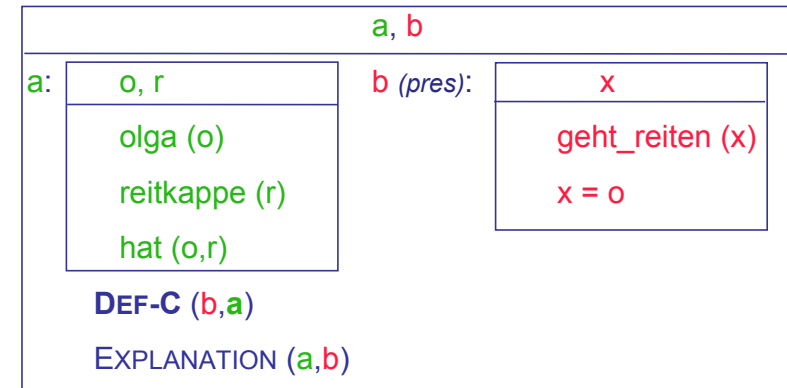 a, b
a: o, r
b (pres): x
olga (o)
geht_reiten (x)
reitkappe (r)
x = o
hat (o,r)
DEF-C (b,a)
EXPLANATION (a,b)